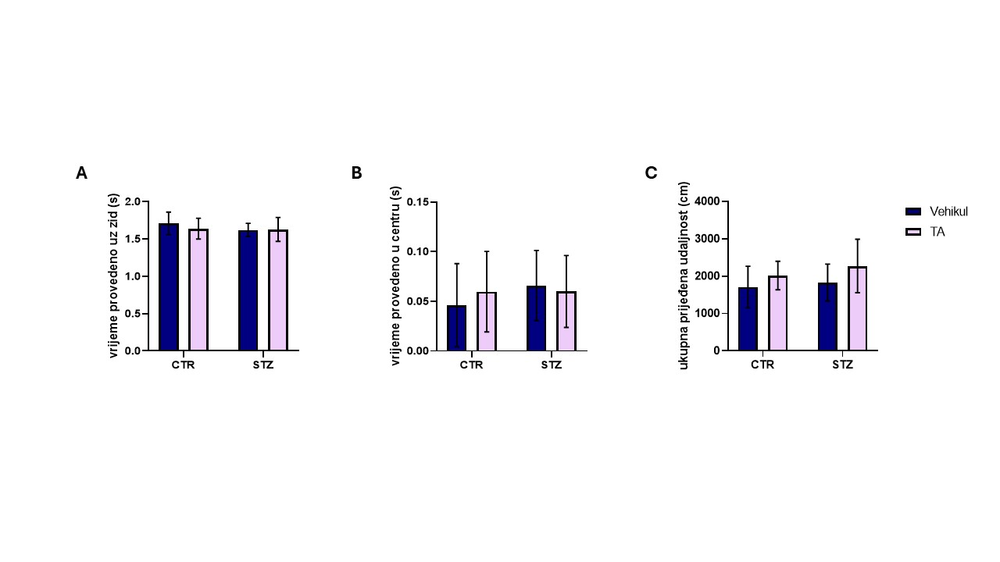 A
vrijeme provedeno uz zid (s)
2.0
1.5
1.0
0.5
0.0
CTR
STZ
B
vrijeme provedeno u centru (s)
0.15
0.10
0.05
0.00
CTR
STZ
C
ukupna prijeđena udaljnost (cm)
4000
3000
2000
1000
0
CTR
STZ
Vehikul
TA